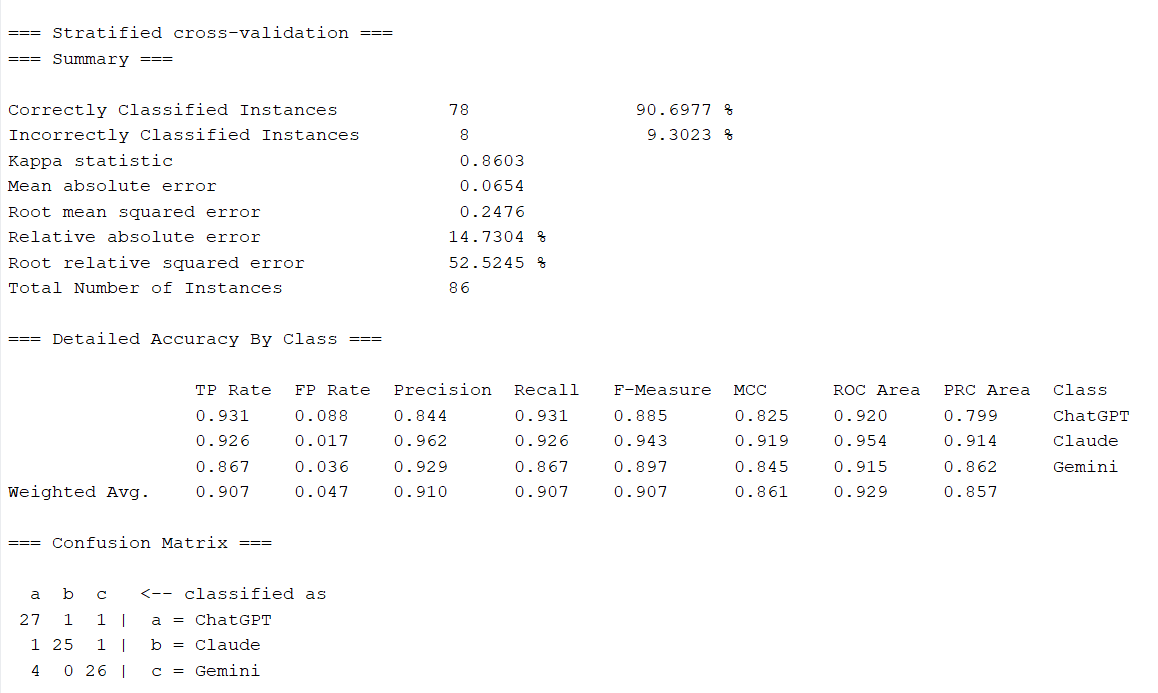 === Stratified cross-validation ===
=== Summary ===
Correctly Classified Instances          78               90.6977 %
Incorrectly Classified Instances         8                9.3023 %
Kappa statistic                          0.8603
Mean absolute error                      0.0654
Root mean squared error                  0.2476
Relative absolute error                 14.7304 %
Root relative squared error             52.5245 %
Total Number of Instances               86
=== Detailed Accuracy By Class ===
                 TP Rate  FP Rate  Precision  Recall   F-Measure  MCC      ROC Area  PRC Area  Class
                 0.931    0.088    0.844      0.931    0.885      0.825    0.920     0.799     ChatGPT
                 0.926    0.017    0.962      0.926    0.943      0.919    0.954     0.914     Claude
                 0.867    0.036    0.929      0.867    0.897      0.845    0.915     0.862     Gemini
Weighted Avg.    0.907    0.047    0.910      0.907    0.907      0.861    0.929     0.857
=== Confusion Matrix ===
  a  b  c   <-- classified as
 27  1  1 |  a = ChatGPT
  1 25  1 |  b = Claude
  4  0 26 |  c = Gemini